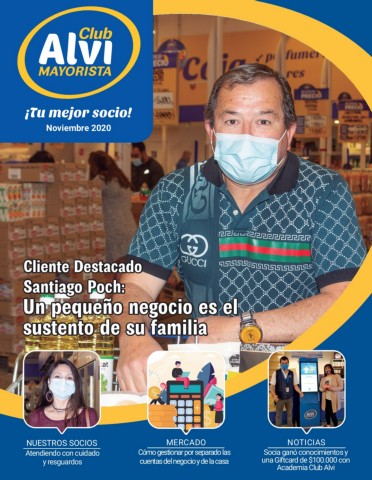 Club
Alvi
MAYORISTA
¡Tu mejor socio!
Noviembre 2020
GUCCI
Cliente Destacado
Santiago Poch:
Un pequeño negocio es el
sustento de su familia
NUESTROS SOCIOS
Atendiendo con cuidado
y resguardos
MERCADO
Cómo gestionar por separado las
cuentas del negocio y de la casa
NOTICIAS
Socia ganó conocimientos y
una Giftcard de $100.000 con
Academia Club Alvi